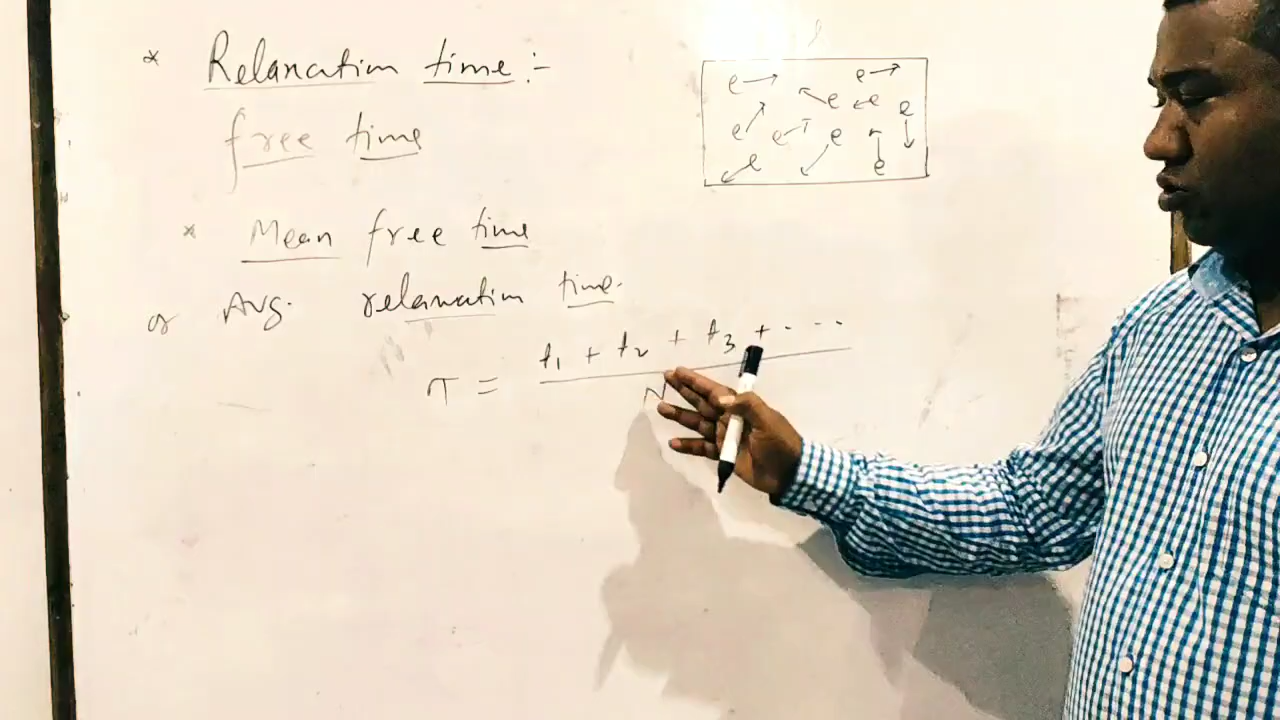 * Relaxation time :-
free time
* Mean free time
or Avg. relaxation time.
τ = t₁ + t₂ + t₃ + . . . . / N
e e
e e e
e e e e
e e